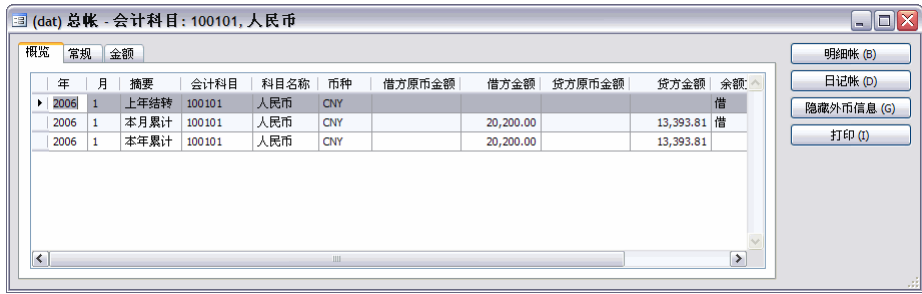 (dat) 总帐 - 会计科目: 100101, 人民币
概览 常规 金额
年 月 摘要 会计科目 科目名称 币种 借方原币金额 借方金额 贷方原币金额 贷方金额 余额
2006 1 上年结转 100101 人民币 CNY 借
2006 1 本月累计 100101 人民币 CNY 20,200.00 13,393.81 借
2006 1 本年累计 100101 人民币 CNY 20,200.00 13,393.81
明细帐 (B)
日记帐 (D)
隐藏外币信息 (G)
打印 (I)